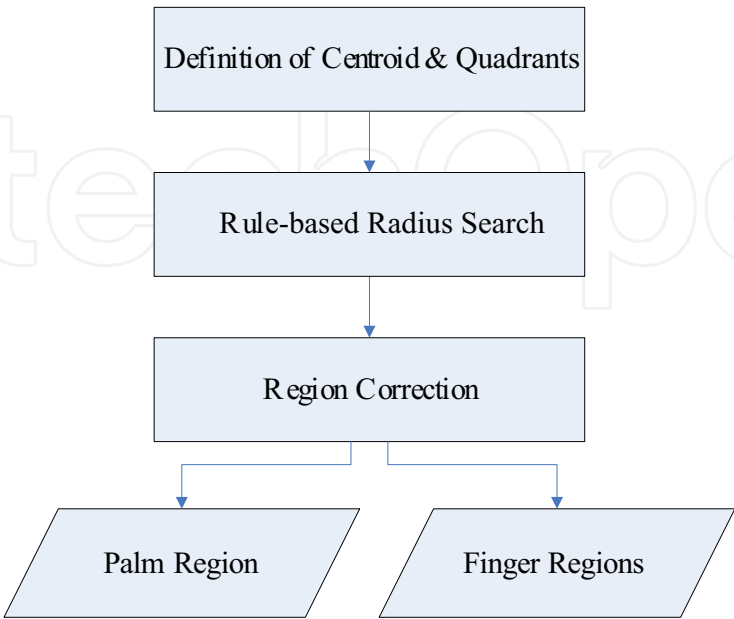 Definition of Centroid & Quadrants
Rule-based Radius Search
Region Correction
Palm Region
Finger Regions